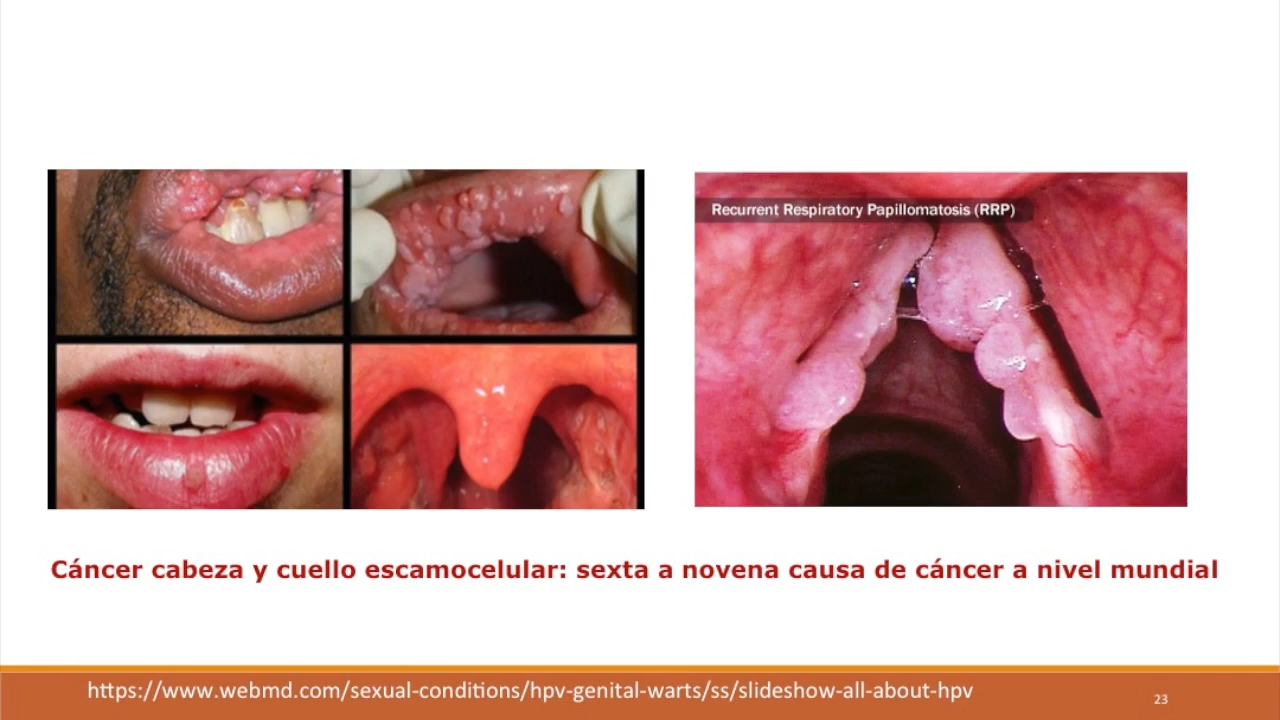 Recurrent Respiratory Papillomatosis (RRP)
Cáncer cabeza y cuello escamocelular: sexta a novena causa de cáncer a nivel mundial
https://www.webmd.com/sexual-conditions/hpv-genital-warts/ss/slideshow-all-about-hpv
23